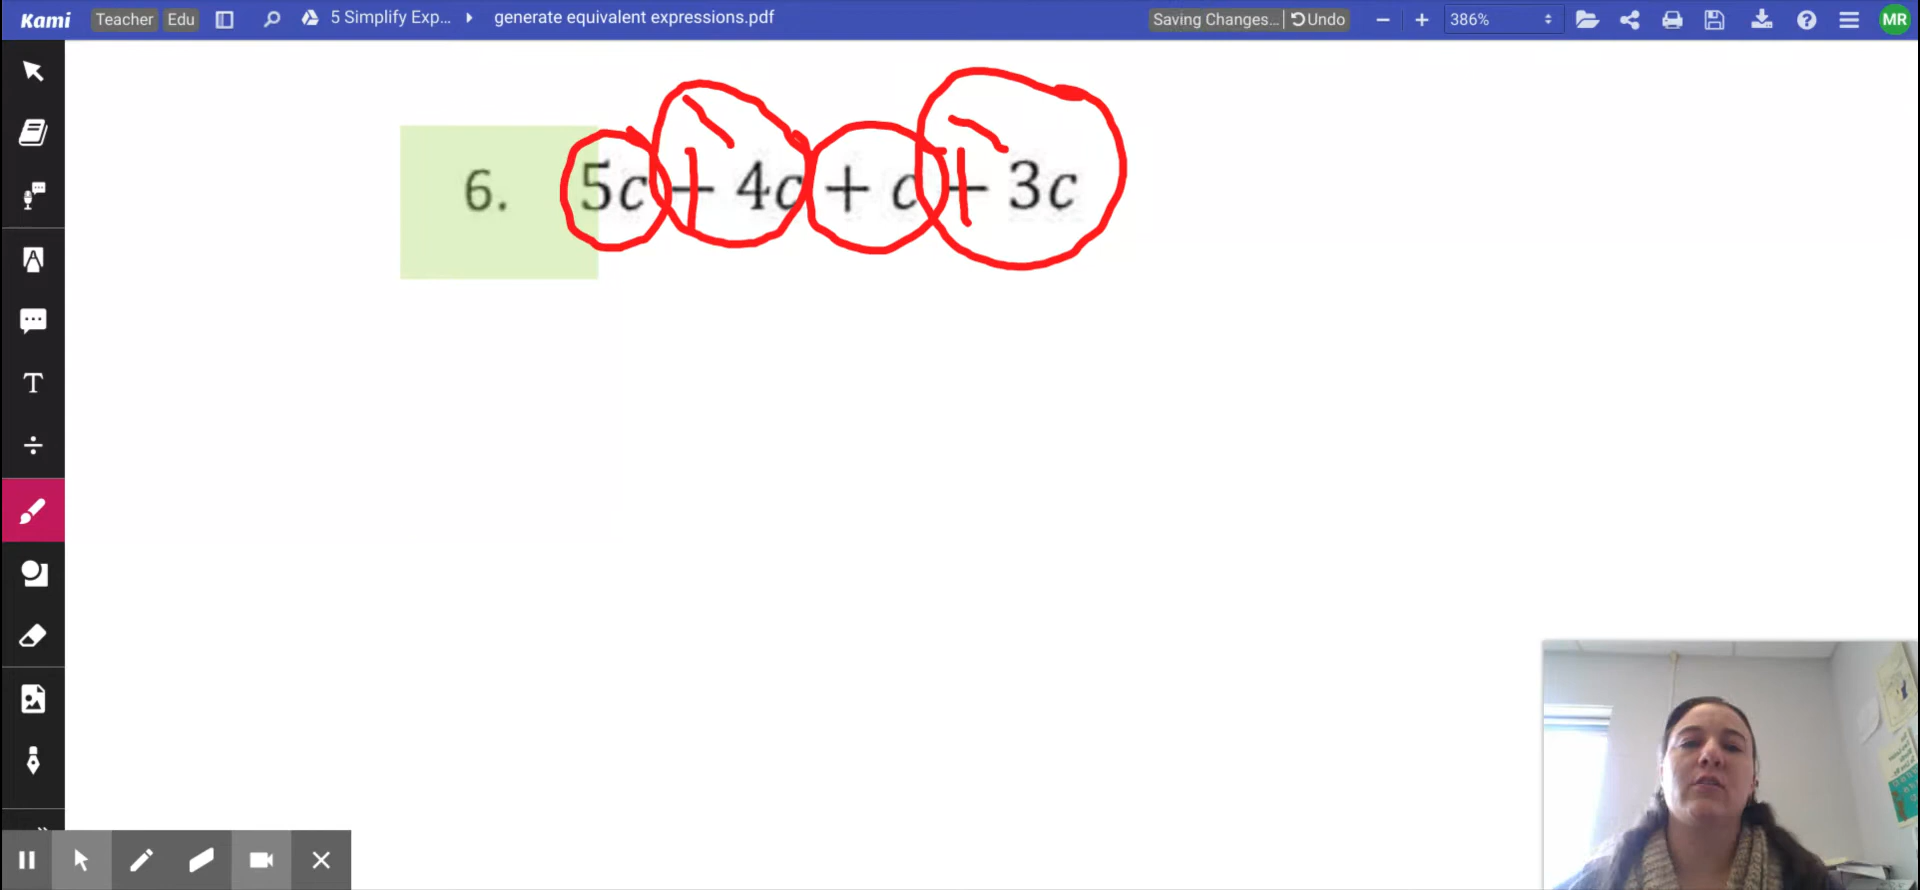 Kami Teacher Edu 5 Simplify Exp... generate equivalent expressions.pdf Saving Changes... Undo 386% MR
6. 5c - 4c + c - 3c